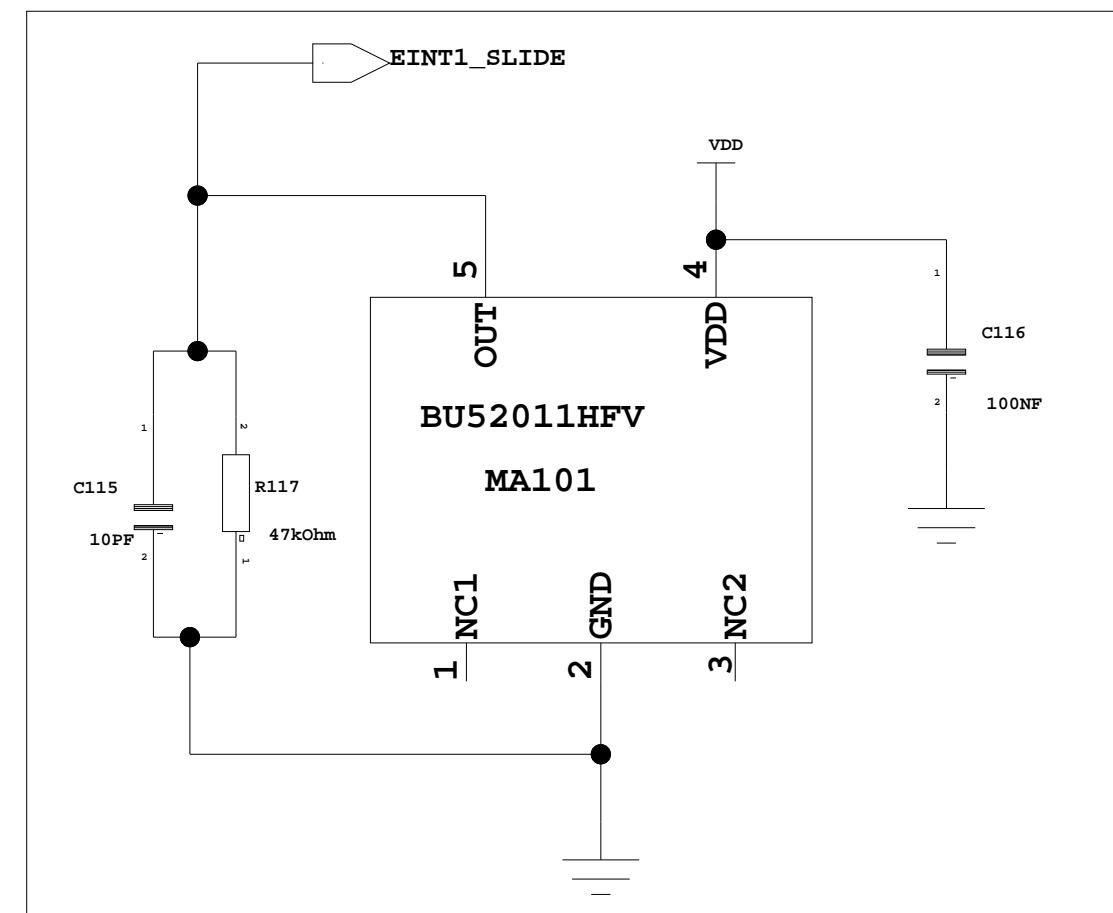 EINT1_SLIDE
VDD
5
4
OUT
VDD
1
C116
2
100NF
BU52011HFV
MA101
1
2
C115
R117
10PF
47kOhm
2
1
NC1
GND
NC2
1
2
3